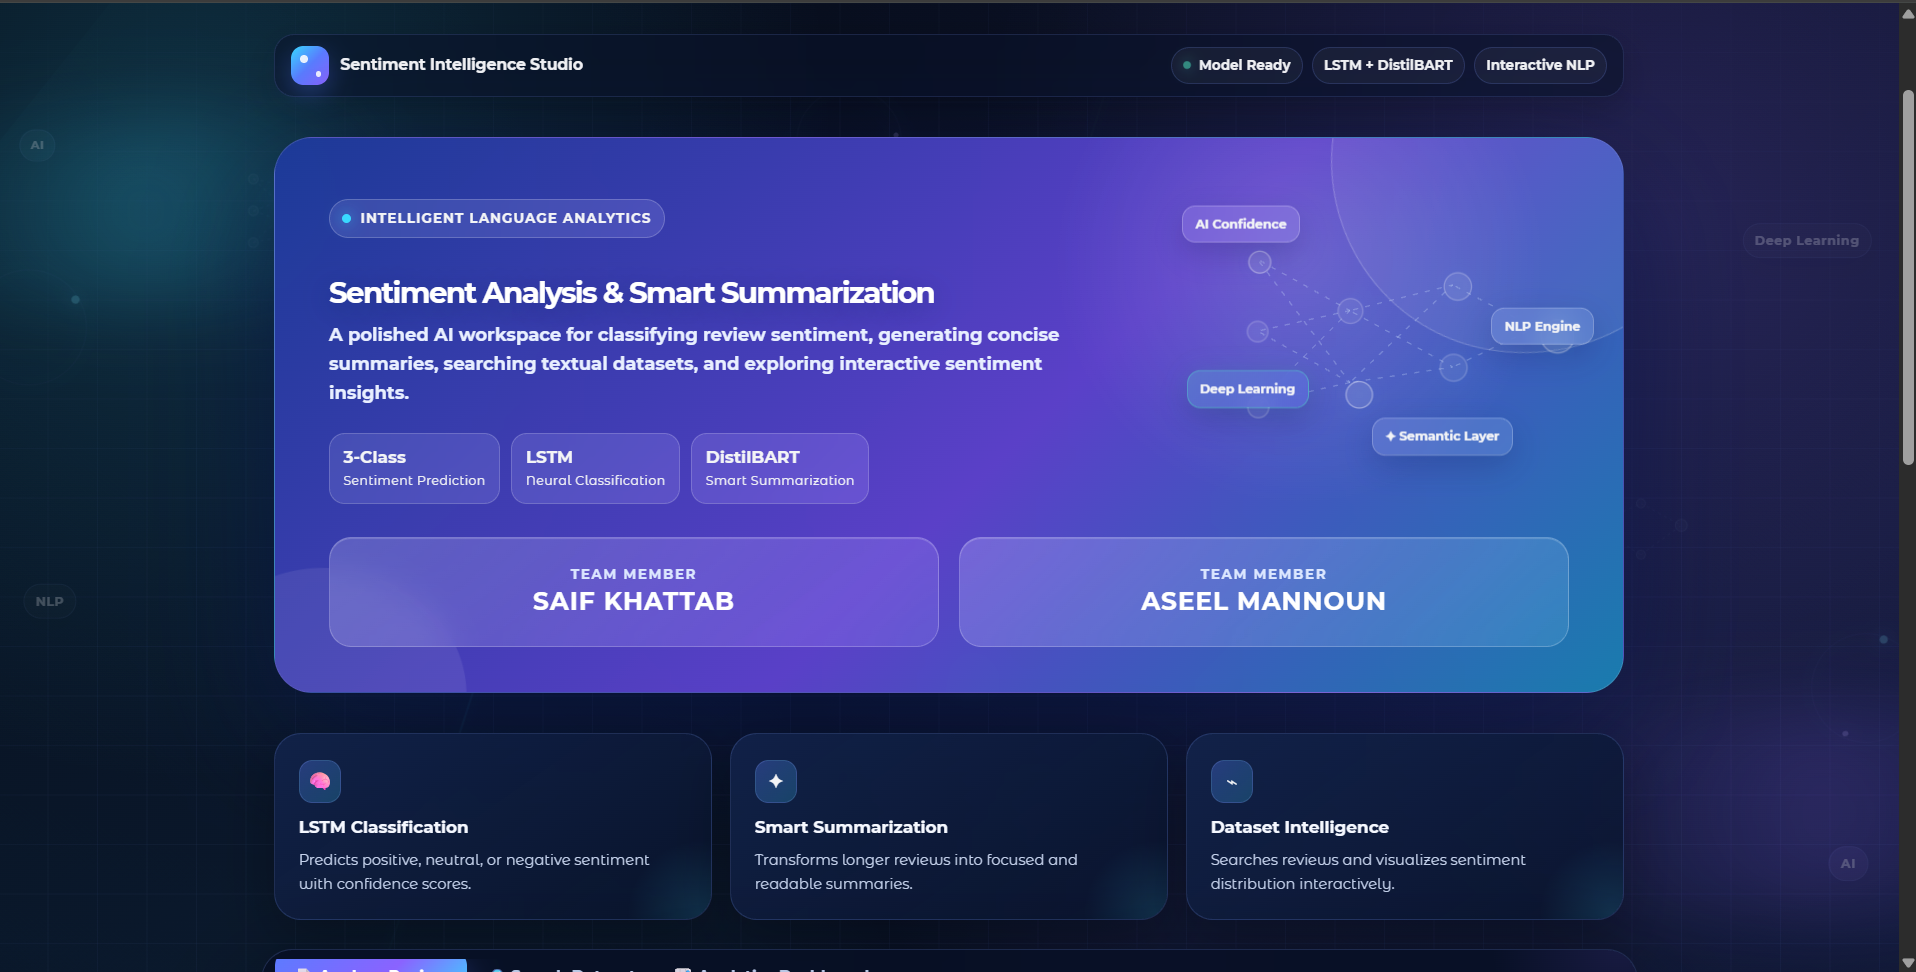 Sentiment Intelligence Studio
Model Ready
LSTM + DistilBART
Interactive NLP
AI
Deep Learning
INTELLIGENT LANGUAGE ANALYTICS
Sentiment Analysis & Smart Summarization
A polished AI workspace for classifying review sentiment, generating concise
summaries, searching textual datasets, and exploring interactive sentiment
insights.
AI Confidence
NLP Engine
Deep Learning
✦ Semantic Layer
3-Class
Sentiment Prediction
LSTM
Neural Classification
DistilBART
Smart Summarization
TEAM MEMBER
SAIF KHATTAB
TEAM MEMBER
ASEEL MANNOUN
NLP
LSTM Classification
Predicts positive, neutral, or negative sentiment
with confidence scores.
Smart Summarization
Transforms longer reviews into focused and
readable summaries.
Dataset Intelligence
Searches reviews and visualizes sentiment
distribution interactively.
AI